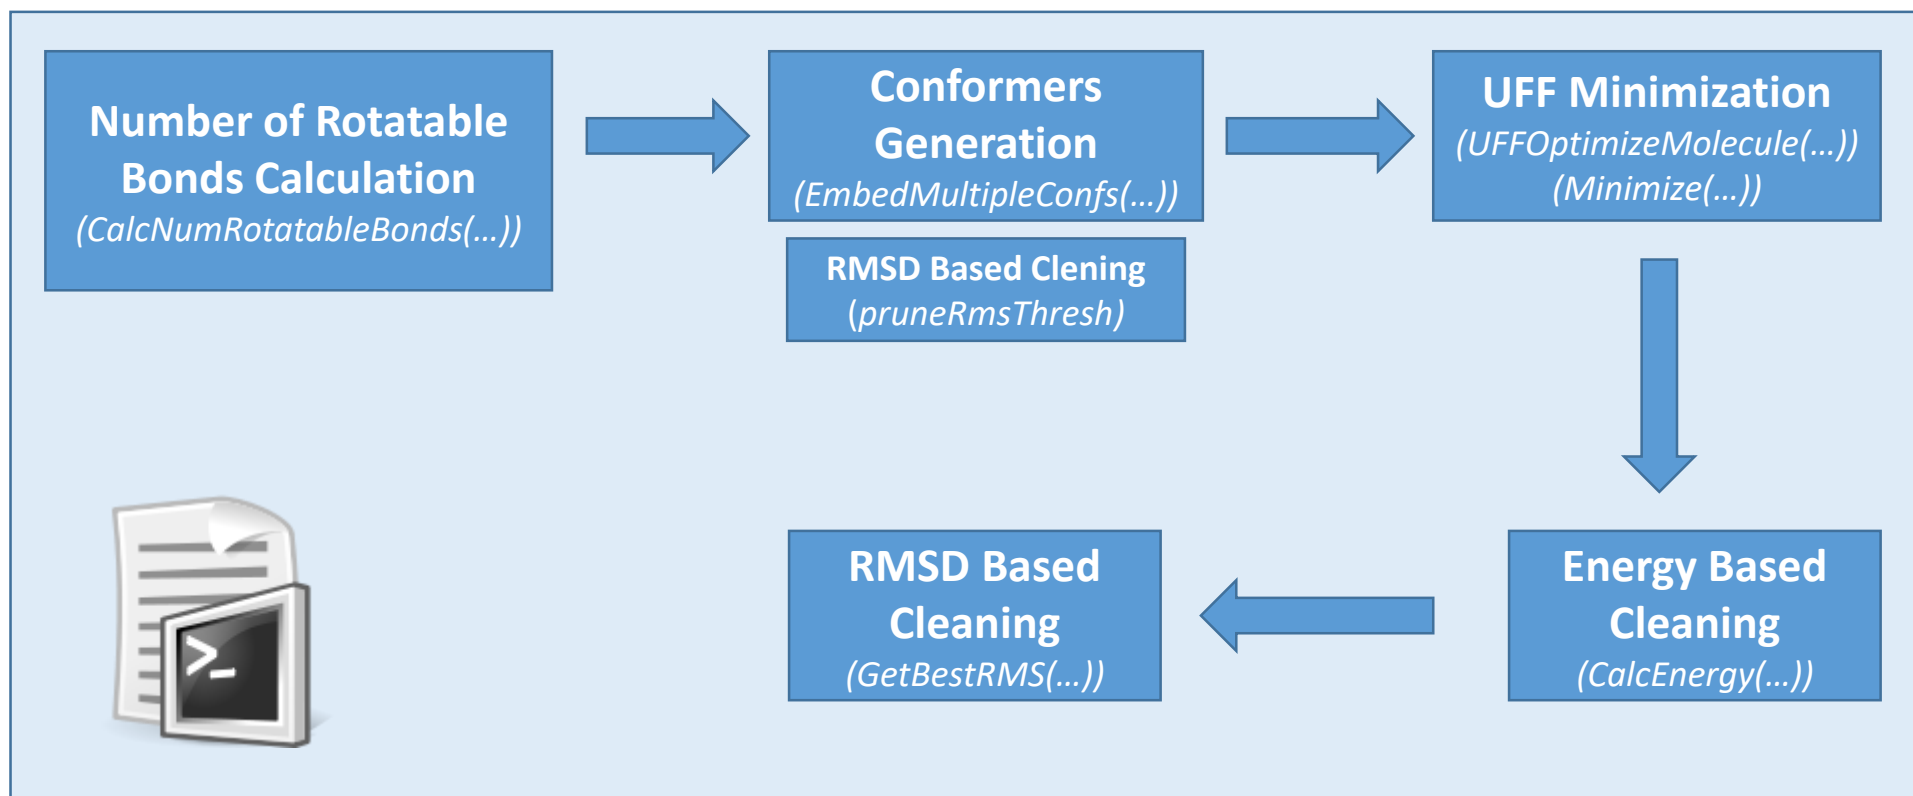 Number of Rotatable
Bonds Calculation
(CalcNumRotatableBonds(...))
Conformers
Generation
(EmbedMultipleConfs(...))
RMSD Based Clening
(pruneRmsThresh)
UFF Minimization
(UFFOptimizeMolecule(...))
(Minimize(...))
Energy Based
Cleaning
(CalcEnergy(...))
RMSD Based
Cleaning
(GetBestRMS(...))
>_